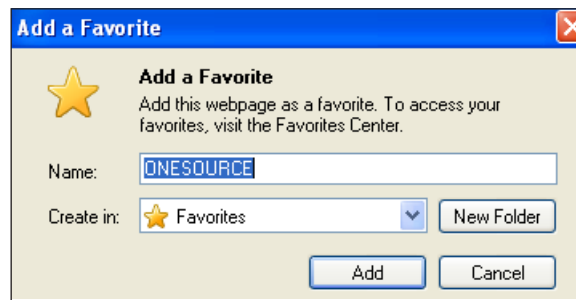 Add a Favorite
Add a Favorite
Add this webpage as a favorite. To access your
favorites, visit the Favorites Center.
Name: ONESOURCE
Create in: Favorites New Folder
Add Cancel